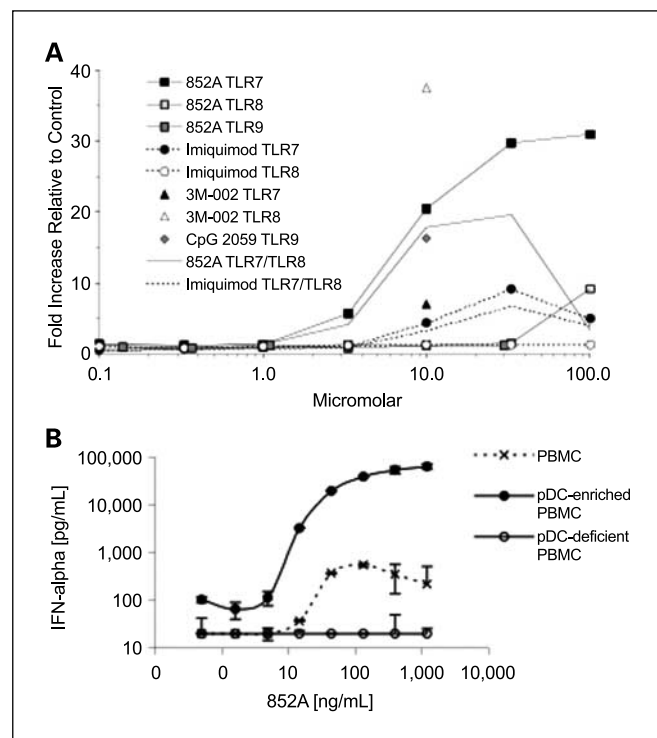 A
40
30
20
10
0
Fold Increase Relative to Control
852A TLR7
852A TLR8
852A TLR9
Imiquimod TLR7
Imiquimod TLR8
3M-002 TLR7
3M-002 TLR8
CpG 2059 TLR9
852A TLR7/TLR8
Imiquimod TLR7/TLR8
0.1
1.0
10.0
100.0
Micromolar
B
100,000
10,000
1,000
100
10
IFN-alpha [pg/mL]
0
0
10
100
1,000
10,000
852A [ng/mL]
PBMC
pDC-enriched
PBMC
pDC-deficient
PBMC